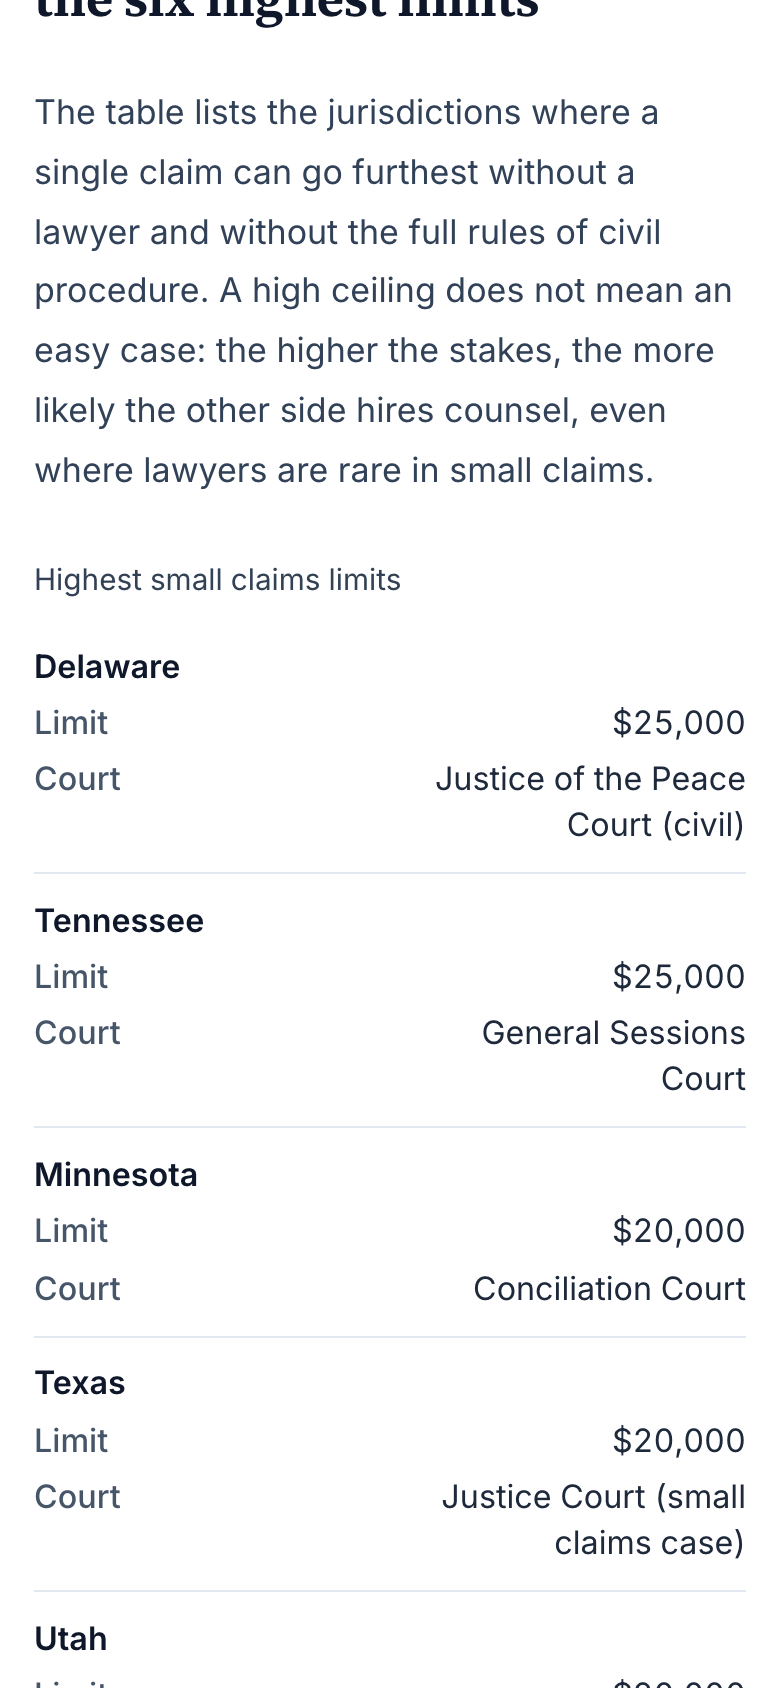 the six highest limits
The table lists the jurisdictions where a
single claim can go furthest without a
lawyer and without the full rules of civil
procedure. A high ceiling does not mean an
easy case: the higher the stakes, the more
likely the other side hires counsel, even
where lawyers are rare in small claims.
Highest small claims limits
Delaware
Limit $25,000
Court Justice of the Peace
Court (civil)
Tennessee
Limit $25,000
Court General Sessions
Court
Minnesota
Limit $20,000
Court Conciliation Court
Texas
Limit $20,000
Court Justice Court (small
claims case)
Utah